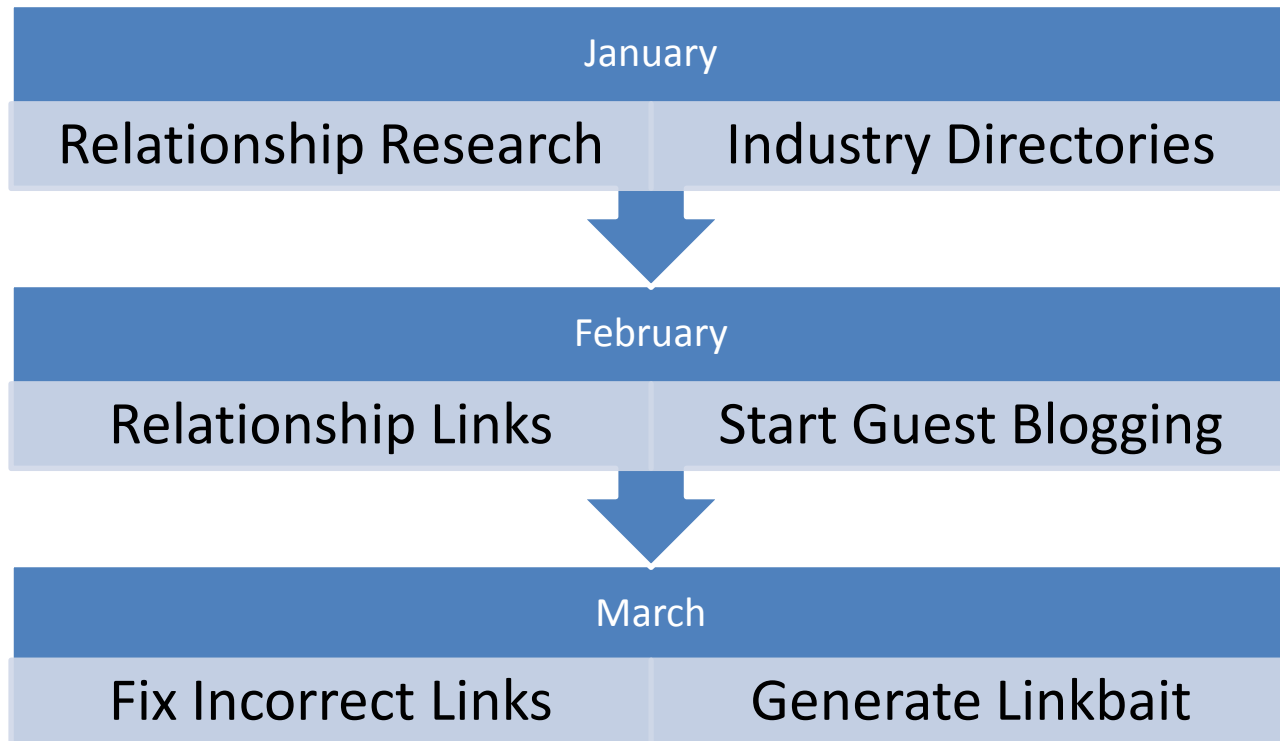 January
Relationship Research
Industry Directories
February
Relationship Links
Start Guest Blogging
March
Fix Incorrect Links
Generate Linkbait